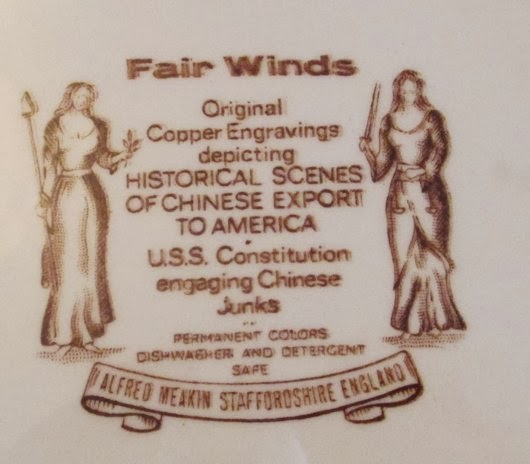 Fair Winds
Original
Copper Engravings
depicting
HISTORICAL SCENES
OF CHINESE EXPORT
TO AMERICA
U.S.S. Constitution
engaging Chinese
Junks
PERMANENT COLORS
DISHWASHER AND DETERGENT
SAFE
ALFRED MEAKIN STAFFORDSHIRE ENGLAND